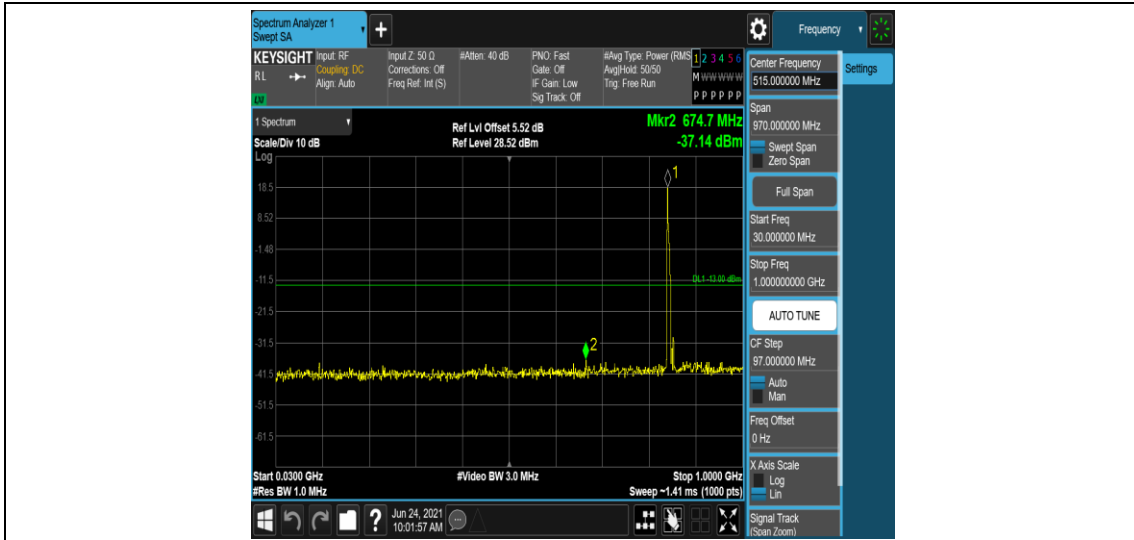 Spectrum Analyzer 1
Swept SA
+
Frequency
KEYSIGHT
RL
Input: RF
Coupling: DC
Align: Auto
Input Z: 50 Ω
Corrections: Off
Freq Ref: Int (S)
#Atten: 40 dB
PNO: Fast
Gate: Off
IF Gain: Low
Sig Track: Off
#Avg Type: Power (RMS
Avg|Hold: 50/50
Trig: Free Run
1 2 3 4 5 6
M W W W W W
P P P P P P
Center Frequency
515.000000 MHz
Settings
Span
970.000000 MHz
Swept Span
Zero Span
Full Span
Start Freq
30.000000 MHz
Stop Freq
1.000000000 GHz
AUTO TUNE
CF Step
97.000000 MHz
Auto
Man
Freq Offset
0 Hz
X Axis Scale
Log
Lin
Signal Track
(Span Zoom)
1 Spectrum
Scale/Div 10 dB
Log
Ref Lvl Offset 5.52 dB
Ref Level 28.52 dBm
Mkr2 674.7 MHz
-37.14 dBm
1
18.5
8.52
-1.48
-11.5
DL1 -13.00 dBm
-21.5
-31.5
2
-41.5
-51.5
-61.5
Start 0.0300 GHz
#Res BW 1.0 MHz
#Video BW 3.0 MHz
Stop 1.0000 GHz
Sweep ~1.41 ms (1000 pts)
?
Jun 24, 2021
10:01:57 AM